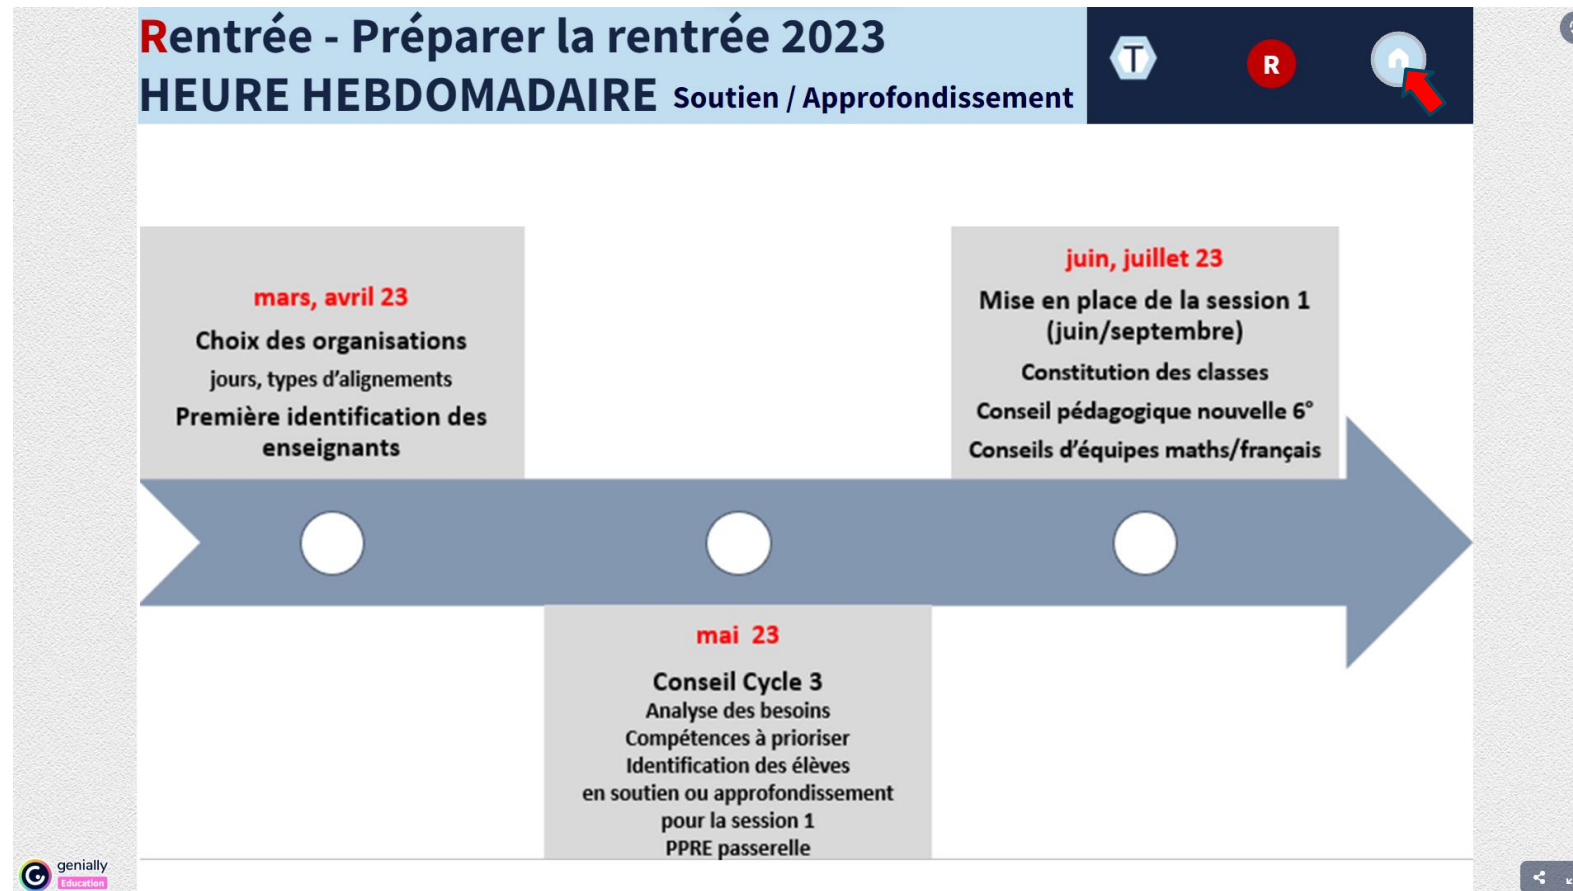 Rentrée - Préparer la rentrée 2023
HEURE HEBDOMADAIRE Soutien / Approfondissement
T
R
mars, avril 23
Choix des organisations
jours, types d'alignements
Première identification des
enseignants
juin, juillet 23
Mise en place de la session 1
(juin/septembre)
Constitution des classes
Conseil pédagogique nouvelle 6°
Conseils d'équipes maths/français
mai 23
Conseil Cycle 3
Analyse des besoins
Compétences à prioriser
Identification des élèves
en soutien ou approfondissement
pour la session 1
PPRE passerelle
genially
Education